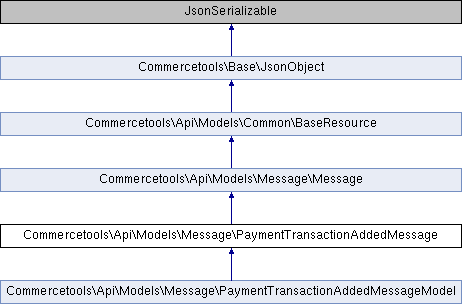 JsonSerializable
Commercetools\Base\JsonObject
Commercetools\Api\Models\Common\BaseResource
Commercetools\Api\Models\Message\Message
Commercetools\Api\Models\Message\PaymentTransactionAddedMessage
Commercetools\Api\Models\Message\PaymentTransactionAddedMessageModel